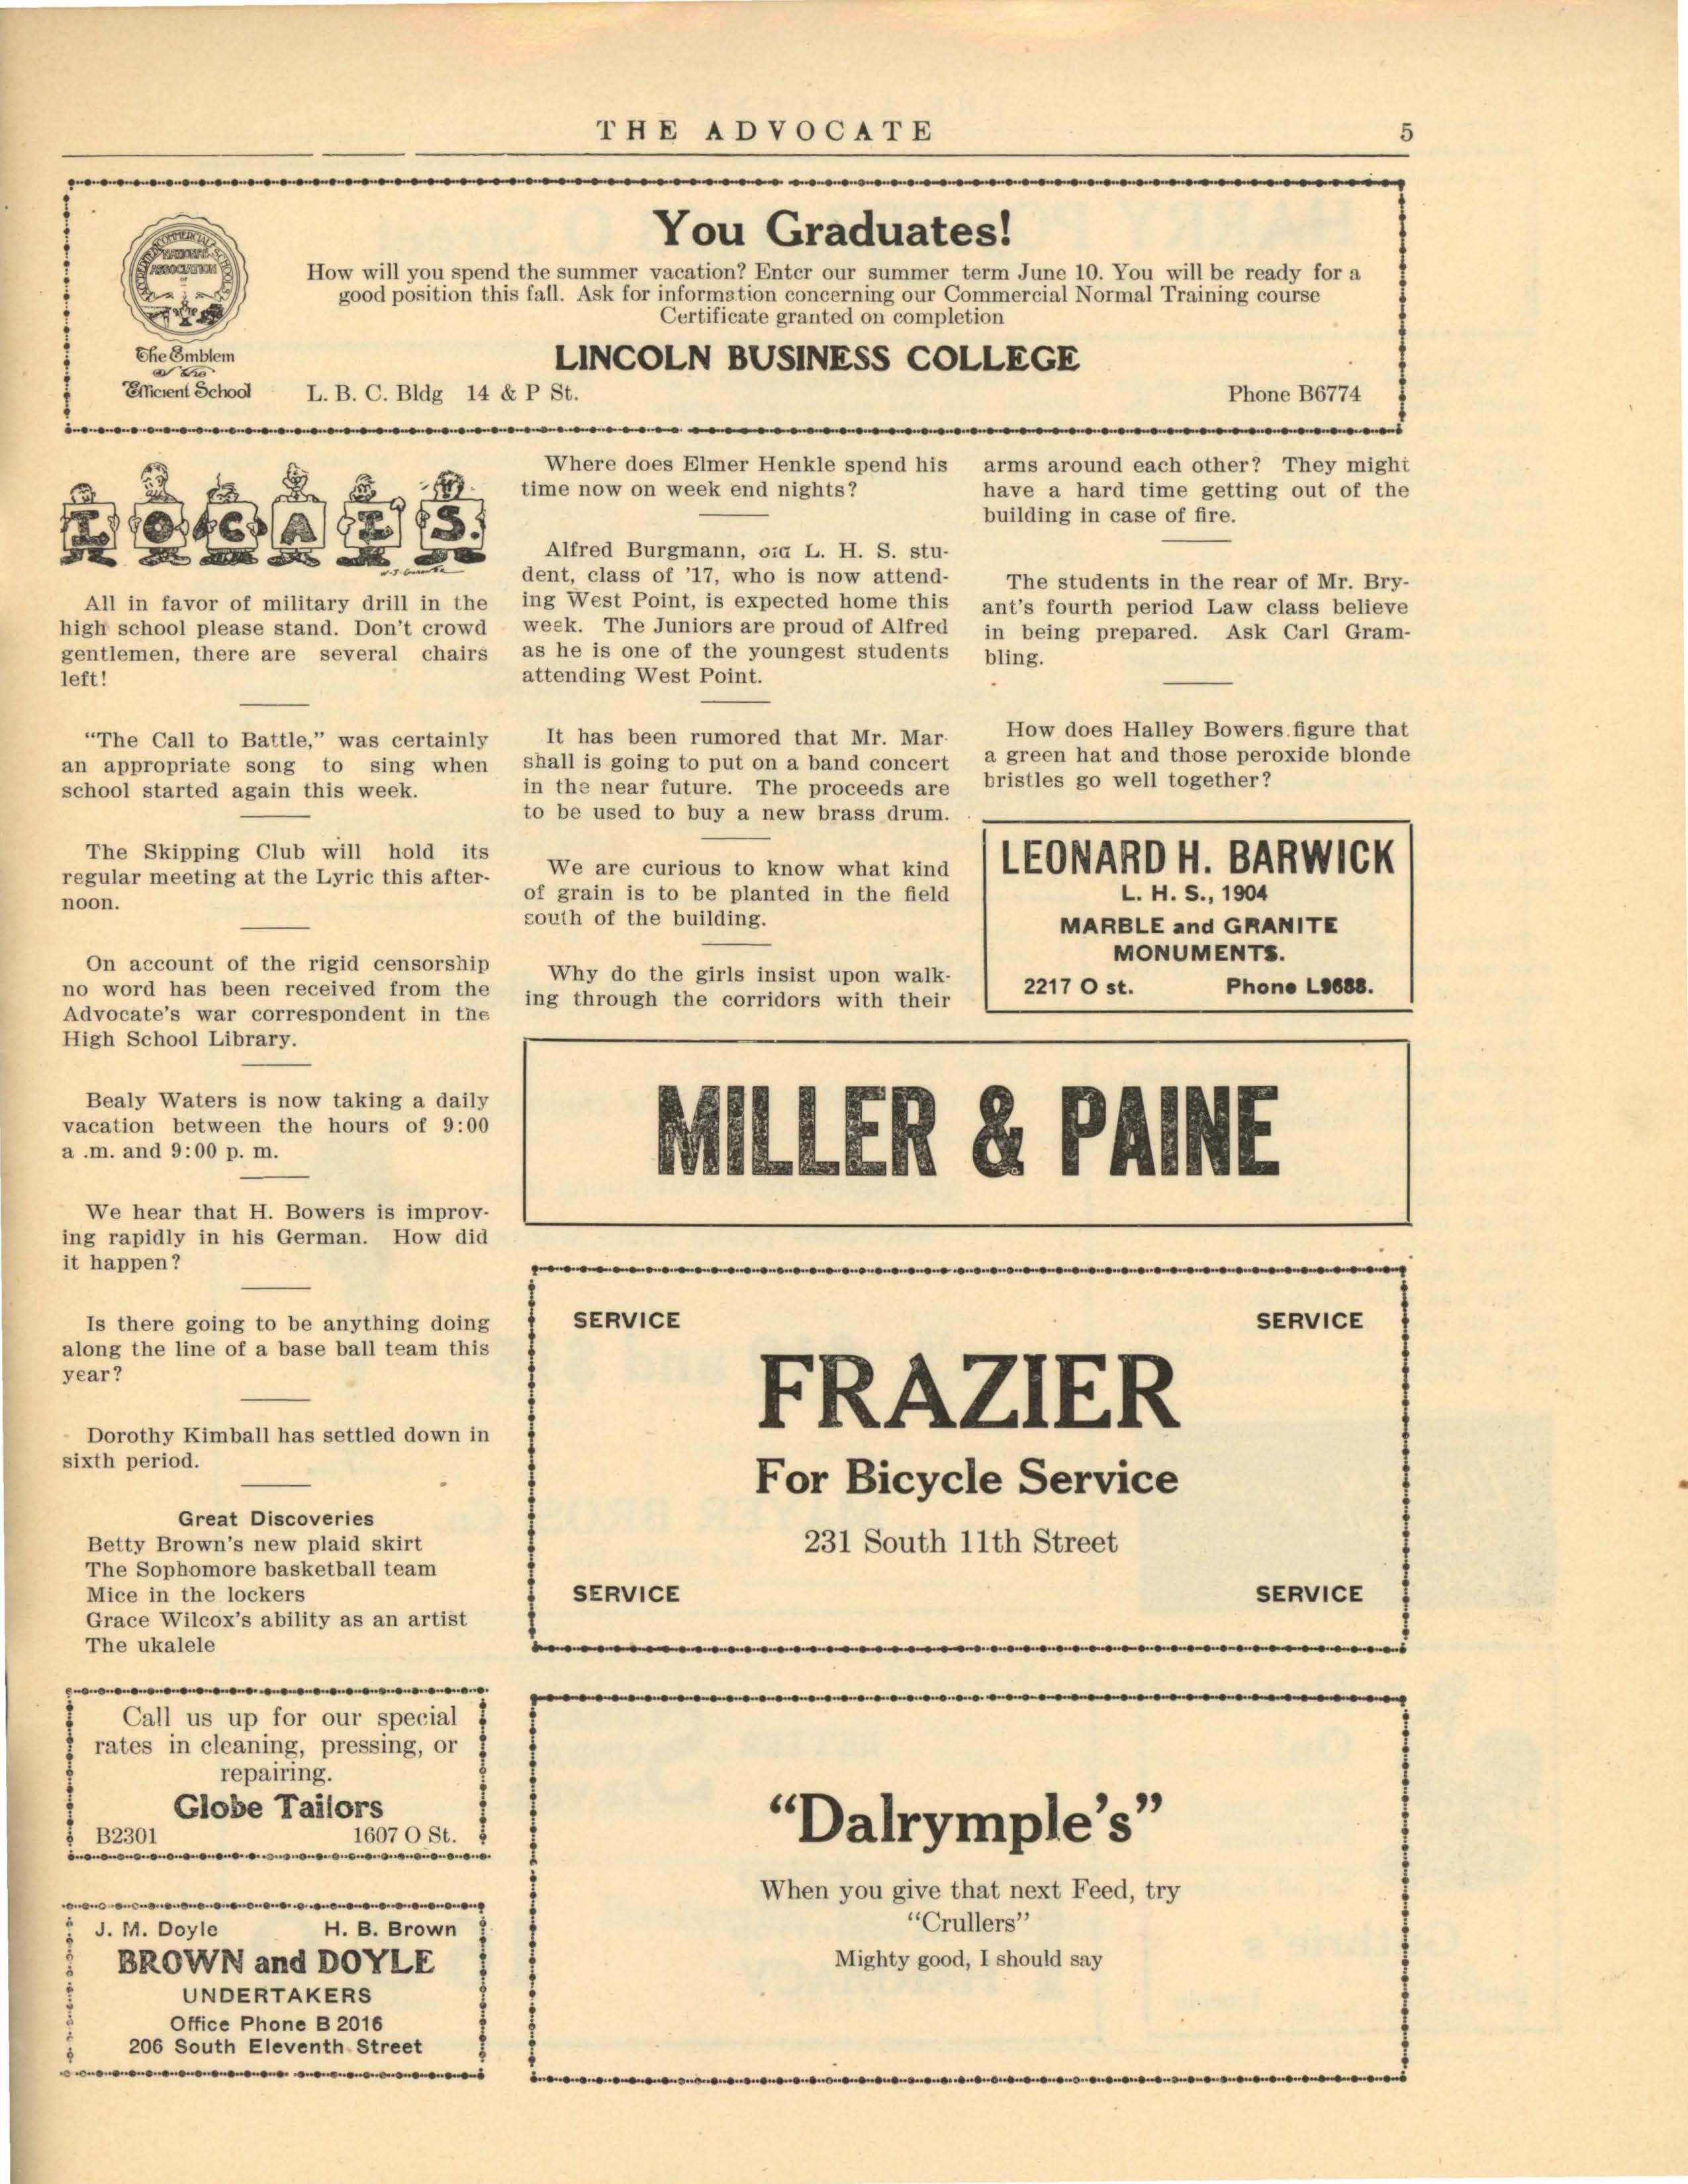 THE ADVOCATE
5
COMMERCIAL
NATIONAL
ASSOCIATION
The Emblem
Efficient School
You Graduates!
How will you spend the summer vacation? Enter our summer term June 10. You will be ready for a
good position this fall. Ask for information concerning our Commercial Normal Training course
Certificate granted on completion
LINCOLN BUSINESS COLLEGE
L. B. C. Bldg 14 & P St.
Phone B6774
LOCALS.
All in favor of military drill in the
high school please stand. Don't crowd
gentlemen, there are several chairs
left!
"The Call to Battle," was certainly
an appropriate song to sing when
school started again this week.
The Skipping Club will hold its
regular meeting at the Lyric this after-
noon.
On account of the rigid censorship
no word has been received from the
Advocate's war correspondent in the
High School Library.
Bealy Waters is now taking a daily
vacation between the hours of 9:00
a .m. and 9:00 p. m.
We hear that H. Bowers is improv-
ing rapidly in his German. How did
it happen?
Is there going to be anything doing
along the line of a base ball team this
year?
Dorothy Kimball has settled down in
sixth period.
Great Discoveries
Betty Brown's new plaid skirt
The Sophomore basketball team
Mice in the lockers
Grace Wilcox's ability as an artist
The ukalele
Call us up for our special
rates in cleaning, pressing, or
repairing.
Globe Tailors
B2301 1607 O St.
J. M. Doyle H. B. Brown
BROWN and DOYLE
UNDERTAKERS
Office Phone B 2016
206 South Eleventh Street
Where does Elmer Henkle spend his
time now on week end nights?
Alfred Burgmann, old L. H. S. stu-
dent, class of '17, who is now attend-
ing West Point, is expected home this
week. The Juniors are proud of Alfred
as he is one of the youngest students
attending West Point.
It has been rumored that Mr. Mar-
shall is going to put on a band concert
in the near future. The proceeds are
to be used to buy a new brass drum.
We are curious to know what kind
of grain is to be planted in the field
south of the building.
Why do the girls insist upon walk-
ing through the corridors with their
arms around each other? They might
have a hard time getting out of the
building in case of fire.
The students in the rear of Mr. Bry-
ant's fourth period Law class believe
in being prepared. Ask Carl Gram-
bling.
How does Halley Bowers figure that
a green hat and those peroxide blonde
bristles go well together?
LEONARD H. BARWICK
L. H. S., 1904
MARBLE and GRANITE
MONUMENTS.
2217 O st. Phone L9688.
MILLER & PAINE
SERVICE SERVICE
FRAZIER
For Bicycle Service
231 South 11th Street
SERVICE SERVICE
"Dalrymple's"
When you give that next Feed, try
"Crullers"
Mighty good, I should say